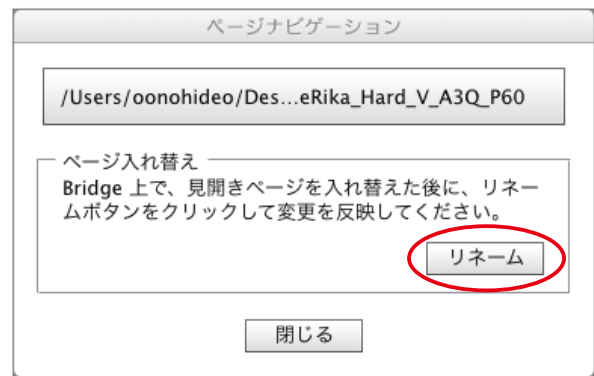 ページナビゲーション
/Users/oonohideo/Des...eRika_Hard_V_A3Q_P60
ページ入れ替え
Bridge 上で、見開きページを入れ替えた後に、リネー
ムボタンをクリックして変更を反映してください。
リネーム
閉じる